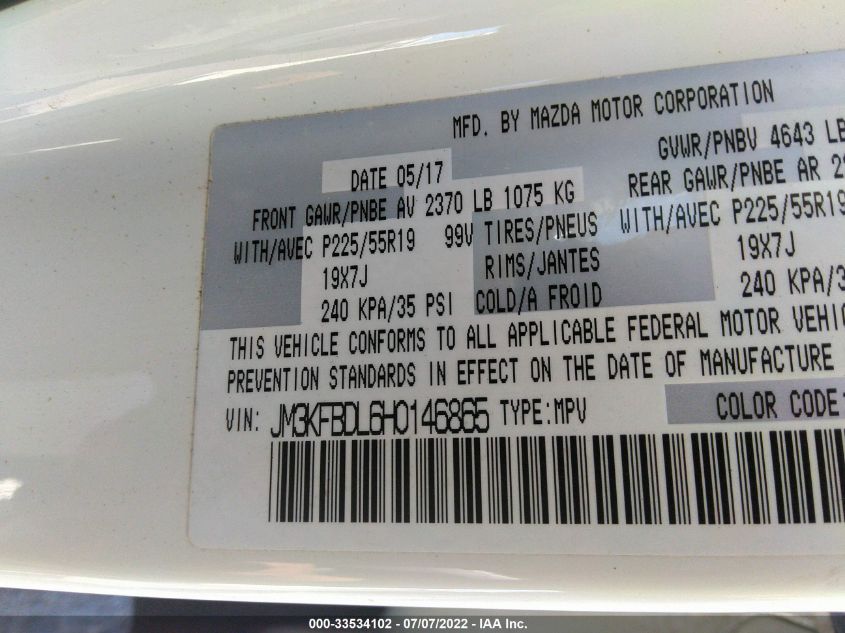 MFD. BY MAZDA MOTOR CORPORATION
DATE 05/17 GVWR/PNBV 4643 LB
FRONT GAWR/PNBE AV 2370 LB 1075 KG REAR GAWR/PNBE AR
WITH/AVEC P225/55R19 99V TIRES/PNEUS WITH/AVEC P225/55R19
19X7J RIMS/JANTES 19X7J
240 KPA/35 PSI COLD/A FROID 240 KPA/3
THIS VEHICLE CONFORMS TO ALL APPLICABLE FEDERAL MOTOR VEHIC
PREVENTION STANDARDS IN EFFECT ON THE DATE OF MANUFACTURE
VIN: JM3KFBDL6H0146865 TYPE:MPV COLOR CODE:
000-33534102 - 07/07/2022 - IAA Inc.